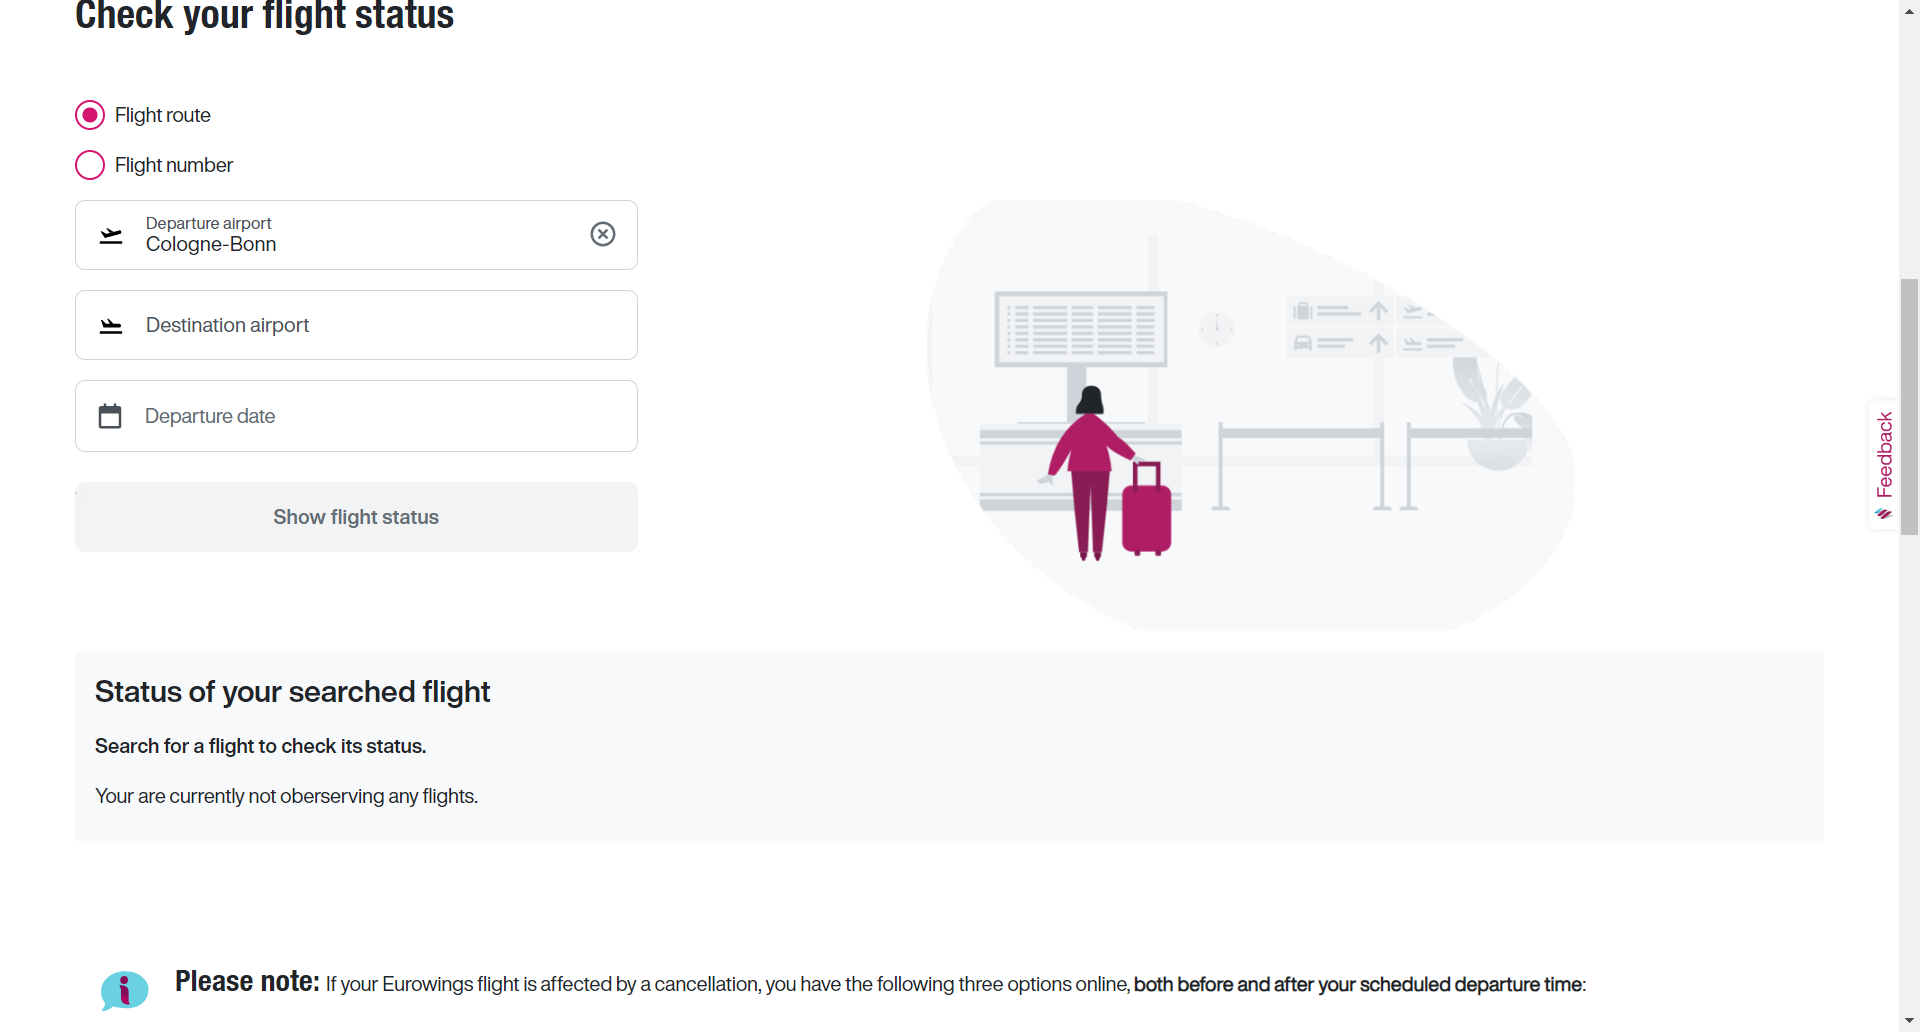 Check your flight status
Flight route
Flight number
Departure airport
Cologne-Bonn
Destination airport
Departure date
Show flight status
Feedback
Status of your searched flight
Search for a flight to check its status.
Your are currently not oberserving any flights.
Please note: If your Eurowings flight is affected by a cancellation, you have the following three options online, both before and after your scheduled departure time: